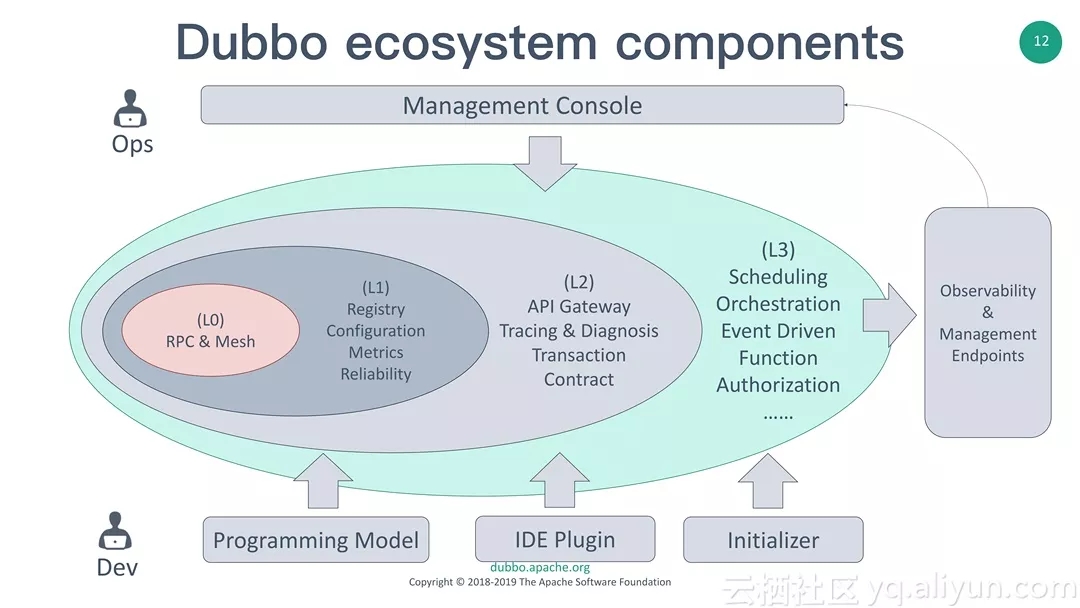 Dubbo ecosystem components
12
Ops
Management Console
(L0)
RPC & Mesh
(L1)
Registry
Configuration
Metrics
Reliability
(L2)
API Gateway
Tracing & Diagnosis
Transaction
Contract
(L3)
Scheduling
Orchestration
Event Driven
Function
Authorization
......
Observability
&
Management
Endpoints
Dev
Programming Model
IDE Plugin
Initializer
dubbo.apache.org
Copyright © 2018-2019 The Apache Software Foundation
云栖社区 yq.aliyun.com